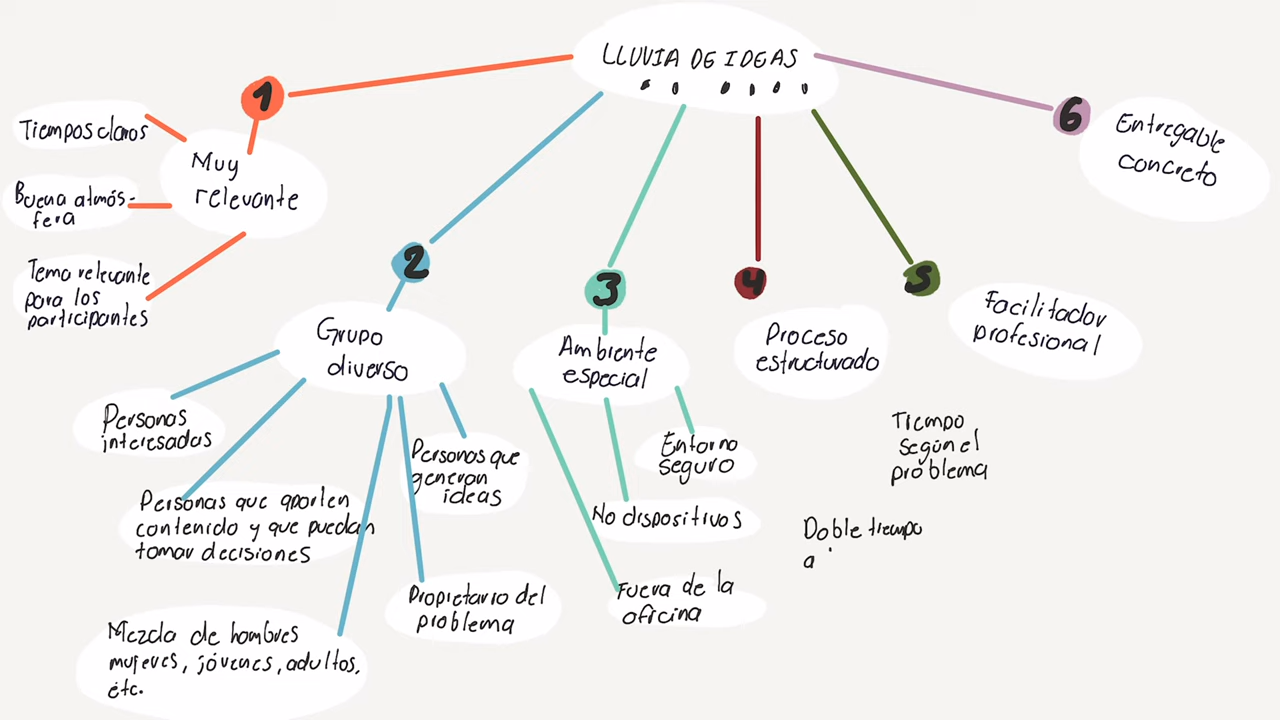 LLUVIA DE IDEAS
1
Muy
relevante
Tiempos claros
Buena atmós-
fera
Tema relevante
para los
participantes
2
Grupo
diverso
Personas
interesadas
Personas que aporten
contenido y que puedan
tomar decisiones
Mezcla de hombres
mujeres, jóvenes, adultos,
etc.
Propietario del
problema
Personas que
generan
ideas
3
Ambiente
especial
Fuera de la
oficina
No dispositivos
Entorno
seguro
4
Proceso
estructurado
Tiempo
según el
problema
Doble tiempo
a
5
Facilitador
profesional
6
Entregable
concreto